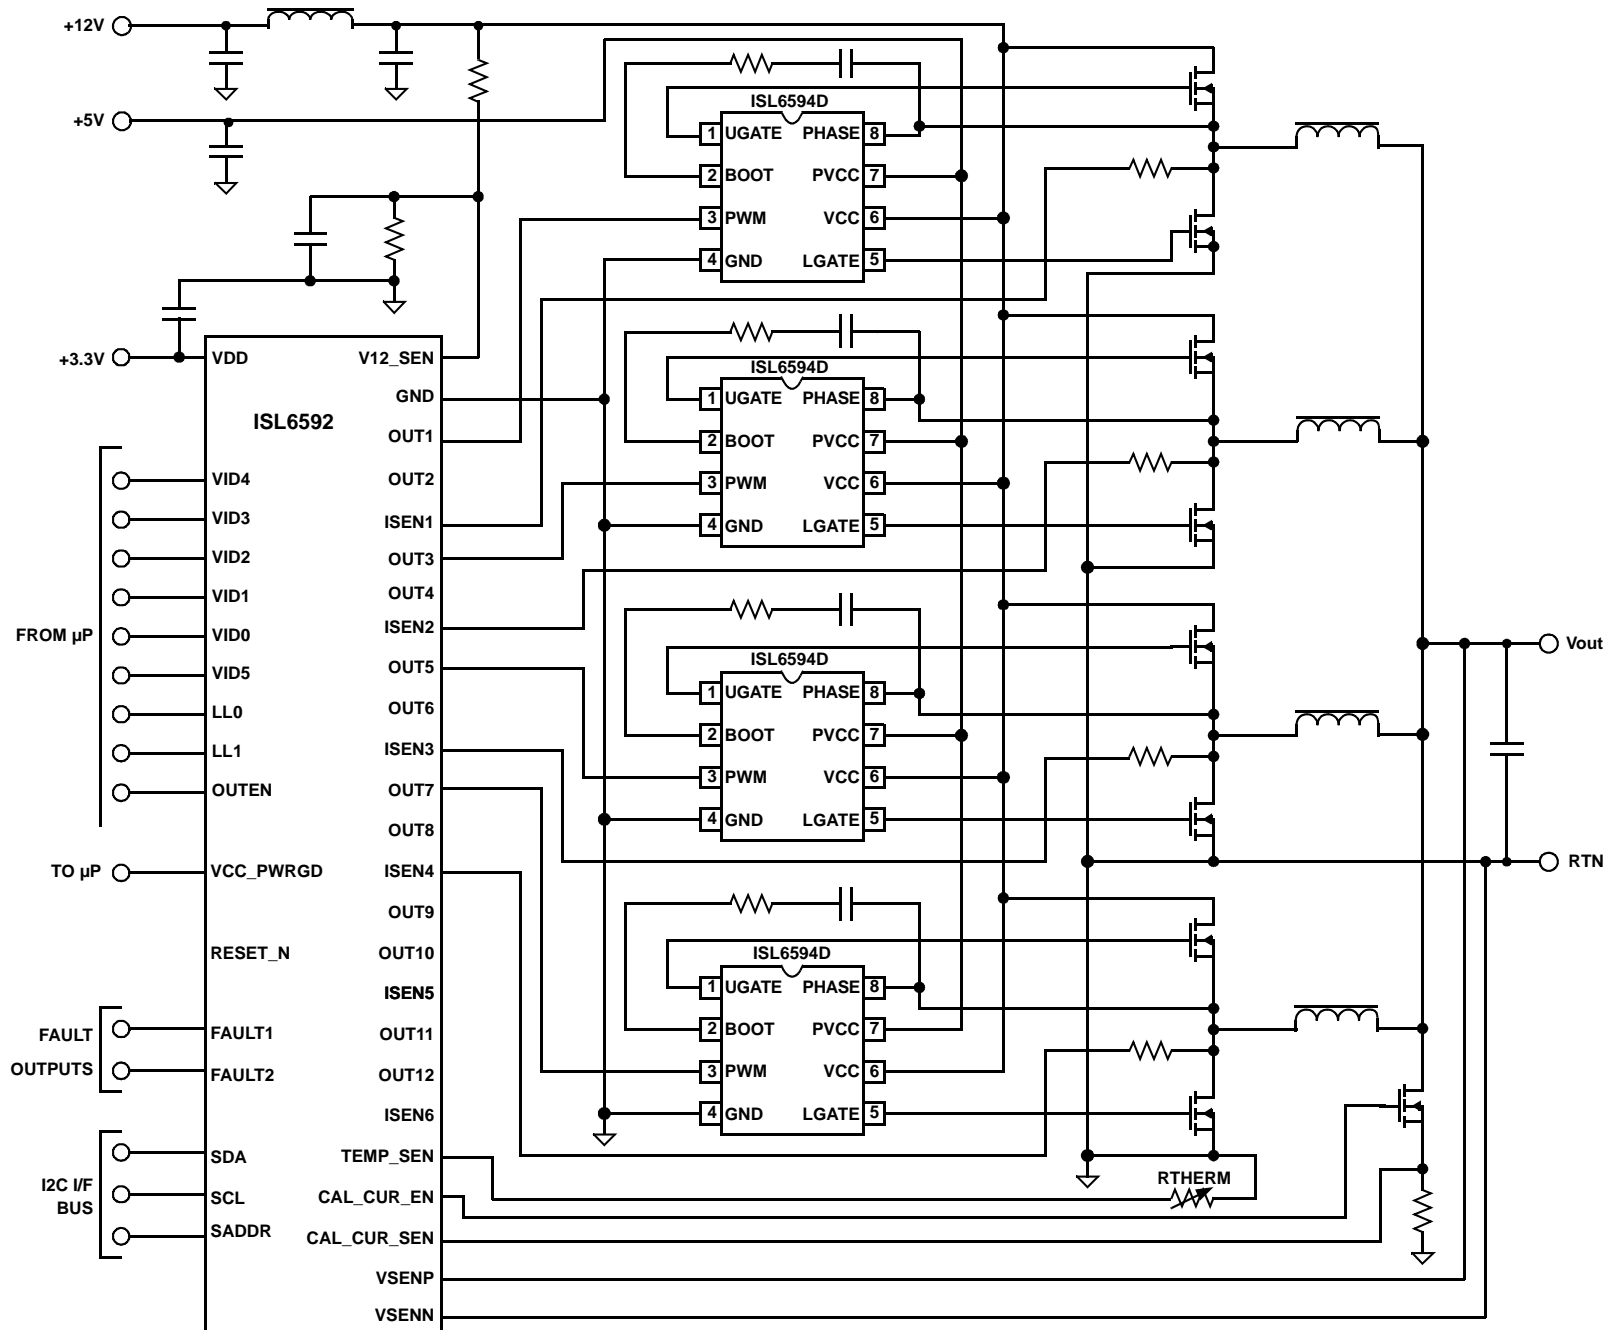 +12V
+5V
+3.3V
ISL6592
VDD
VID4
VID3
VID2
VID1
VID0
VID5
LL0
LL1
OUTEN
VCC_PWRGD
RESET_N
FAULT1
FAULT2
SDA
SCL
SADDR
FROM µP
TO µP
FAULT
OUTPUTS
I2C I/F
BUS
V12_SEN
GND
OUT1
OUT2
ISEN1
OUT3
OUT4
ISEN2
OUT5
OUT6
ISEN3
OUT7
OUT8
ISEN4
OUT9
OUT10
ISEN5
OUT11
OUT12
ISEN6
TEMP_SEN
CAL_CUR_EN
CAL_CUR_SEN
VSENP
VSENN
ISL6594D
1 UGATE PHASE 8
2 BOOT PVCC 7
3 PWM VCC 6
4 GND LGATE 5
ISL6594D
1 UGATE PHASE 8
2 BOOT PVCC 7
3 PWM VCC 6
4 GND LGATE 5
ISL6594D
1 UGATE PHASE 8
2 BOOT PVCC 7
3 PWM VCC 6
4 GND LGATE 5
ISL6594D
1 UGATE PHASE 8
2 BOOT PVCC 7
3 PWM VCC 6
4 GND LGATE 5
RTHERM
Vout
RTN